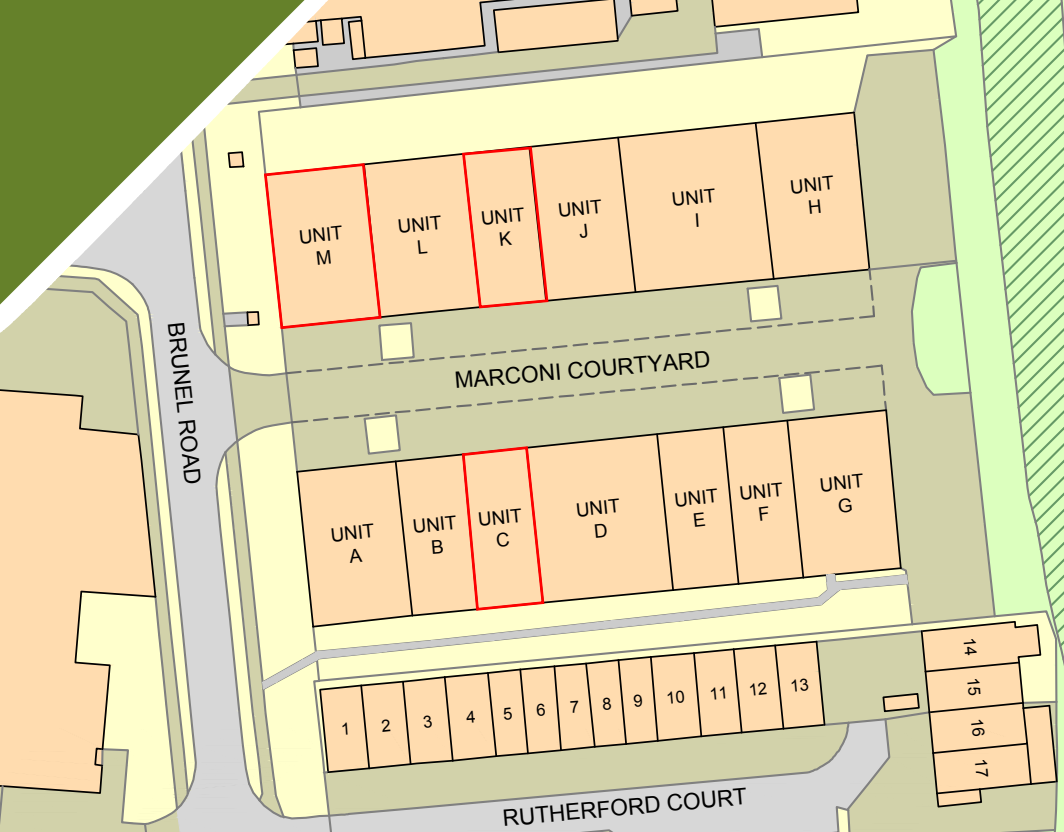 UNIT
M
UNIT
L
UNIT
K
UNIT
J
UNIT
I
UNIT
H
BRUNEL ROAD
MARCONI COURTYARD
UNIT
A
UNIT
B
UNIT
C
UNIT
D
UNIT
E
UNIT
F
UNIT
G
1
2
3
4
5
6
7
8
9
10
11
12
13
14
15
16
17
RUTHERFORD COURT